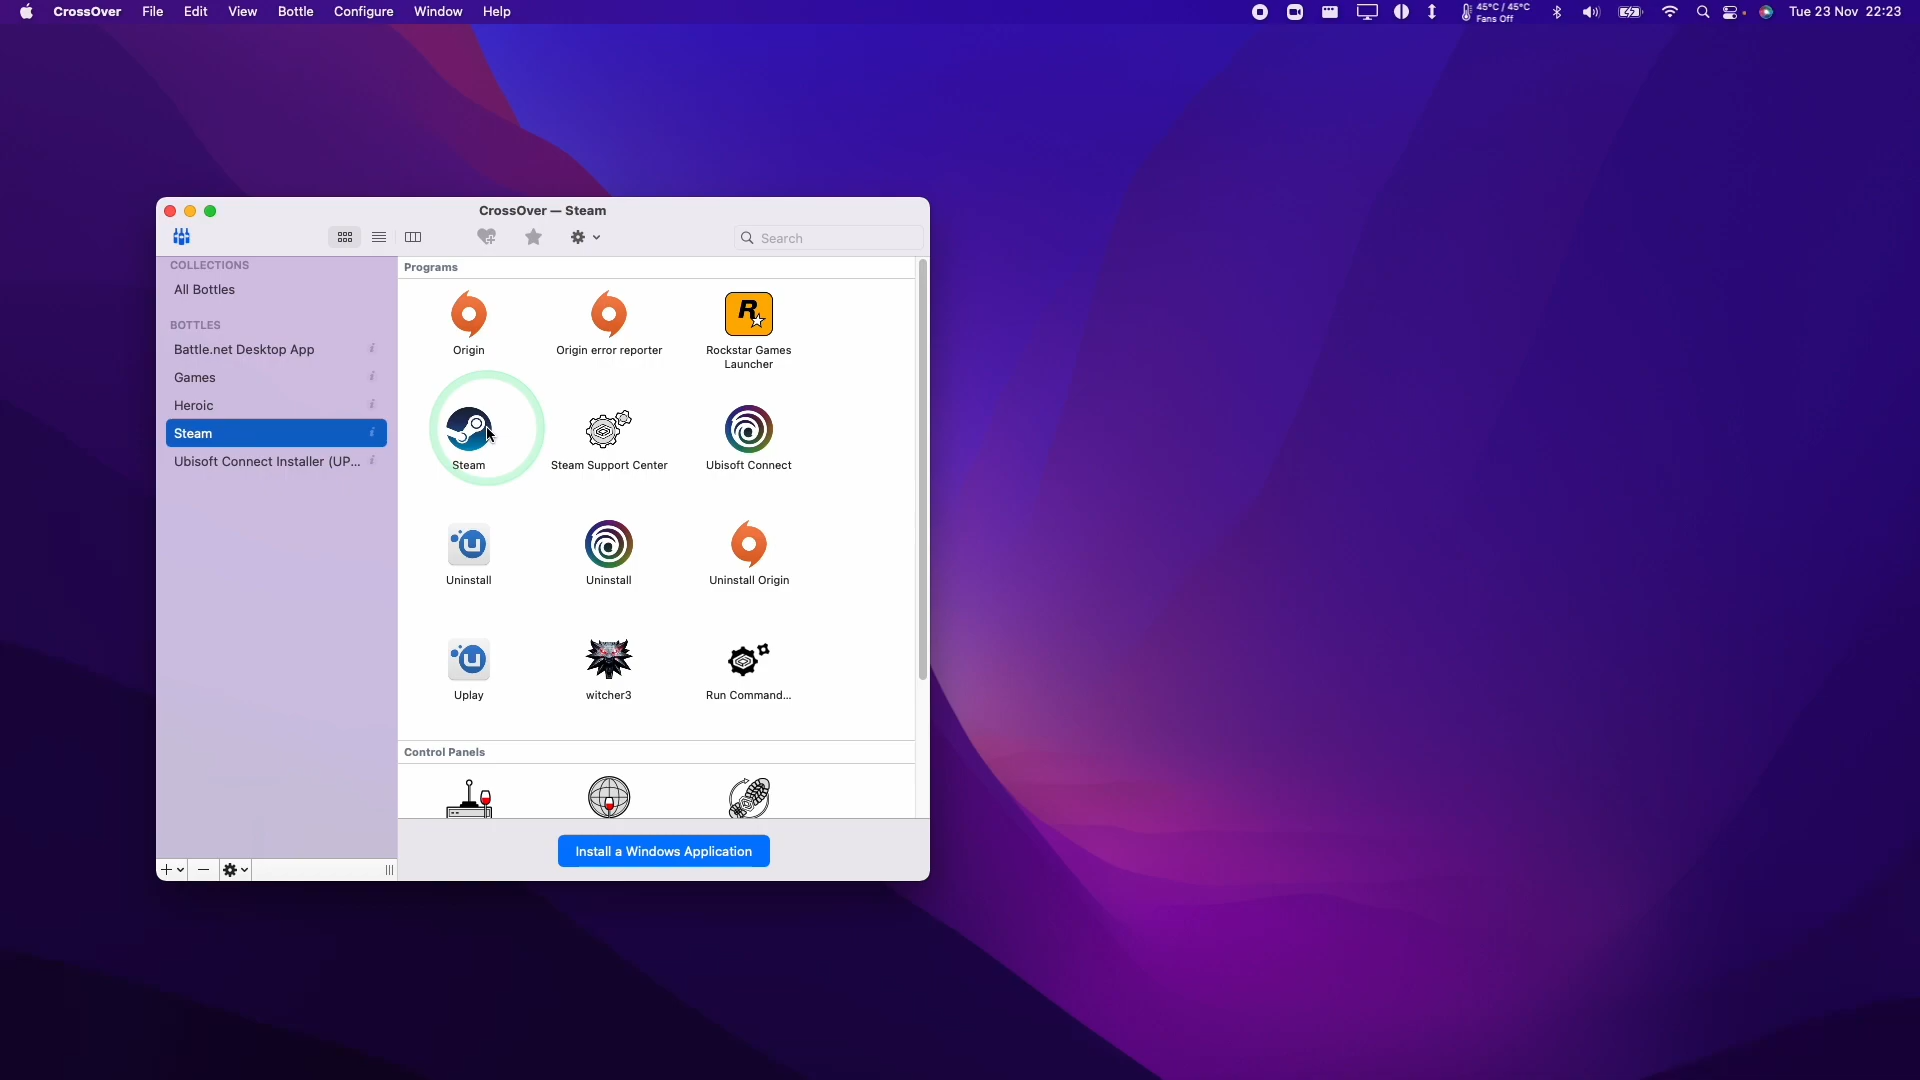 CrossOver File Edit View Bottle Configure Window Help
45°C / 45°C
Fans Off
Tue 23 Nov 22:23
CrossOver — Steam
Search
COLLECTIONS
All Bottles
BOTTLES
Battle.net Desktop App
Games
Heroic
Steam
Ubisoft Connect Installer (UP...
Programs
Origin
Origin error reporter
Rockstar Games
Launcher
Steam
Steam Support Center
Ubisoft Connect
Uninstall
Uninstall
Uninstall Origin
Uplay
witcher3
Run Command...
Control Panels
Install a Windows Application